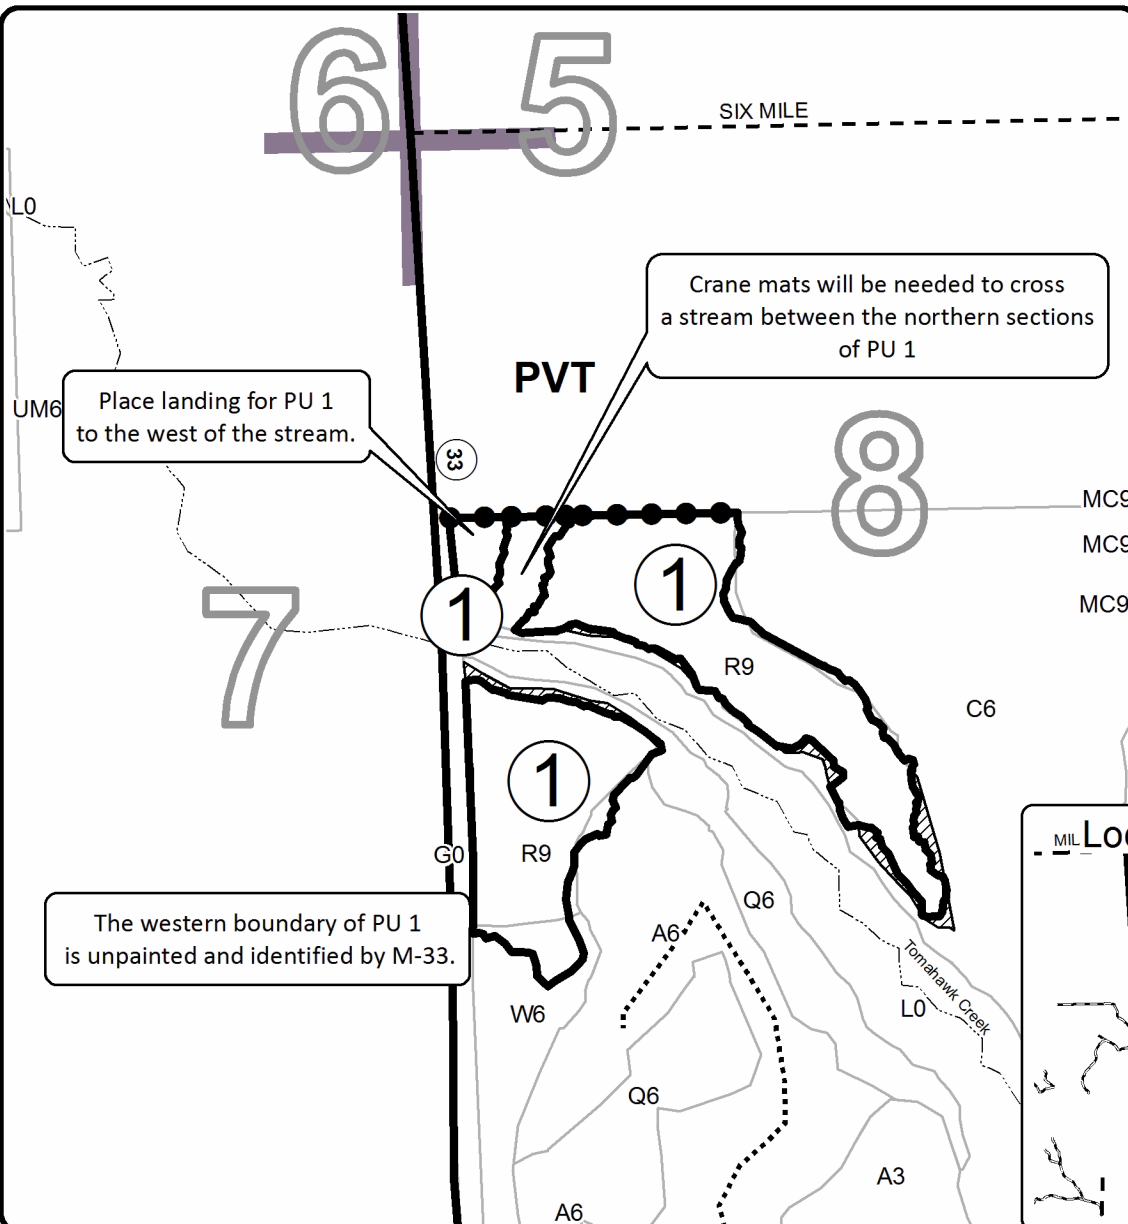 6
5
SIX MILE
L0
Crane mats will be needed to cross
a stream between the northern sections
of PU 1
PVT
Place landing for PU 1
to the west of the stream.
UM6
33
8
MC9
MC9
MC9
7
1
1
R9
C6
1
R9
G0
MIL
The western boundary of PU 1
is unpainted and identified by M-33.
Q6
A6
Tomahawk Creek
L0
W6
Q6
A3
A6